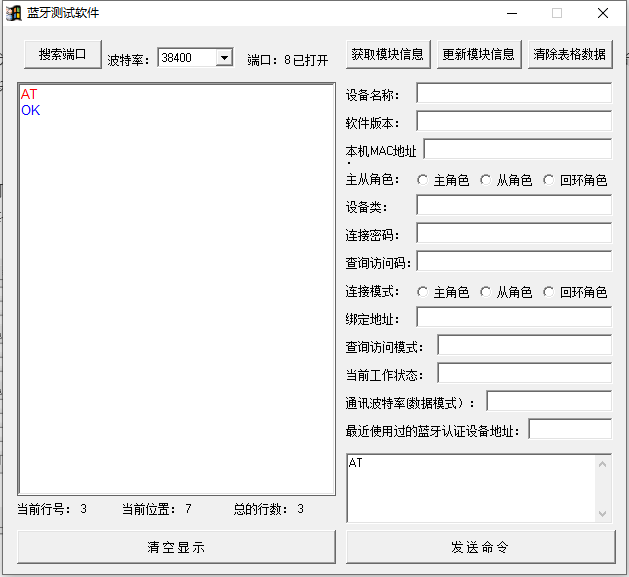 蓝牙测试软件
搜索端口 波特率： 38400 端口：8已打开 获取模块信息 更新模块信息 清除表格数据
AT
OK
设备名称：
软件版本：
本机MAC地址：
主从角色： 主角色 从角色 回环角色
设备类：
连接密码：
查询访问码：
连接模式： 主角色 从角色 回环角色
绑定地址：
查询访问模式：
当前工作状态：
通讯波特率(数据模式）：
最近使用过的蓝牙认证设备地址：
AT
当前行号： 3 当前位置： 7 总的行数： 3
清空显示 发送命令